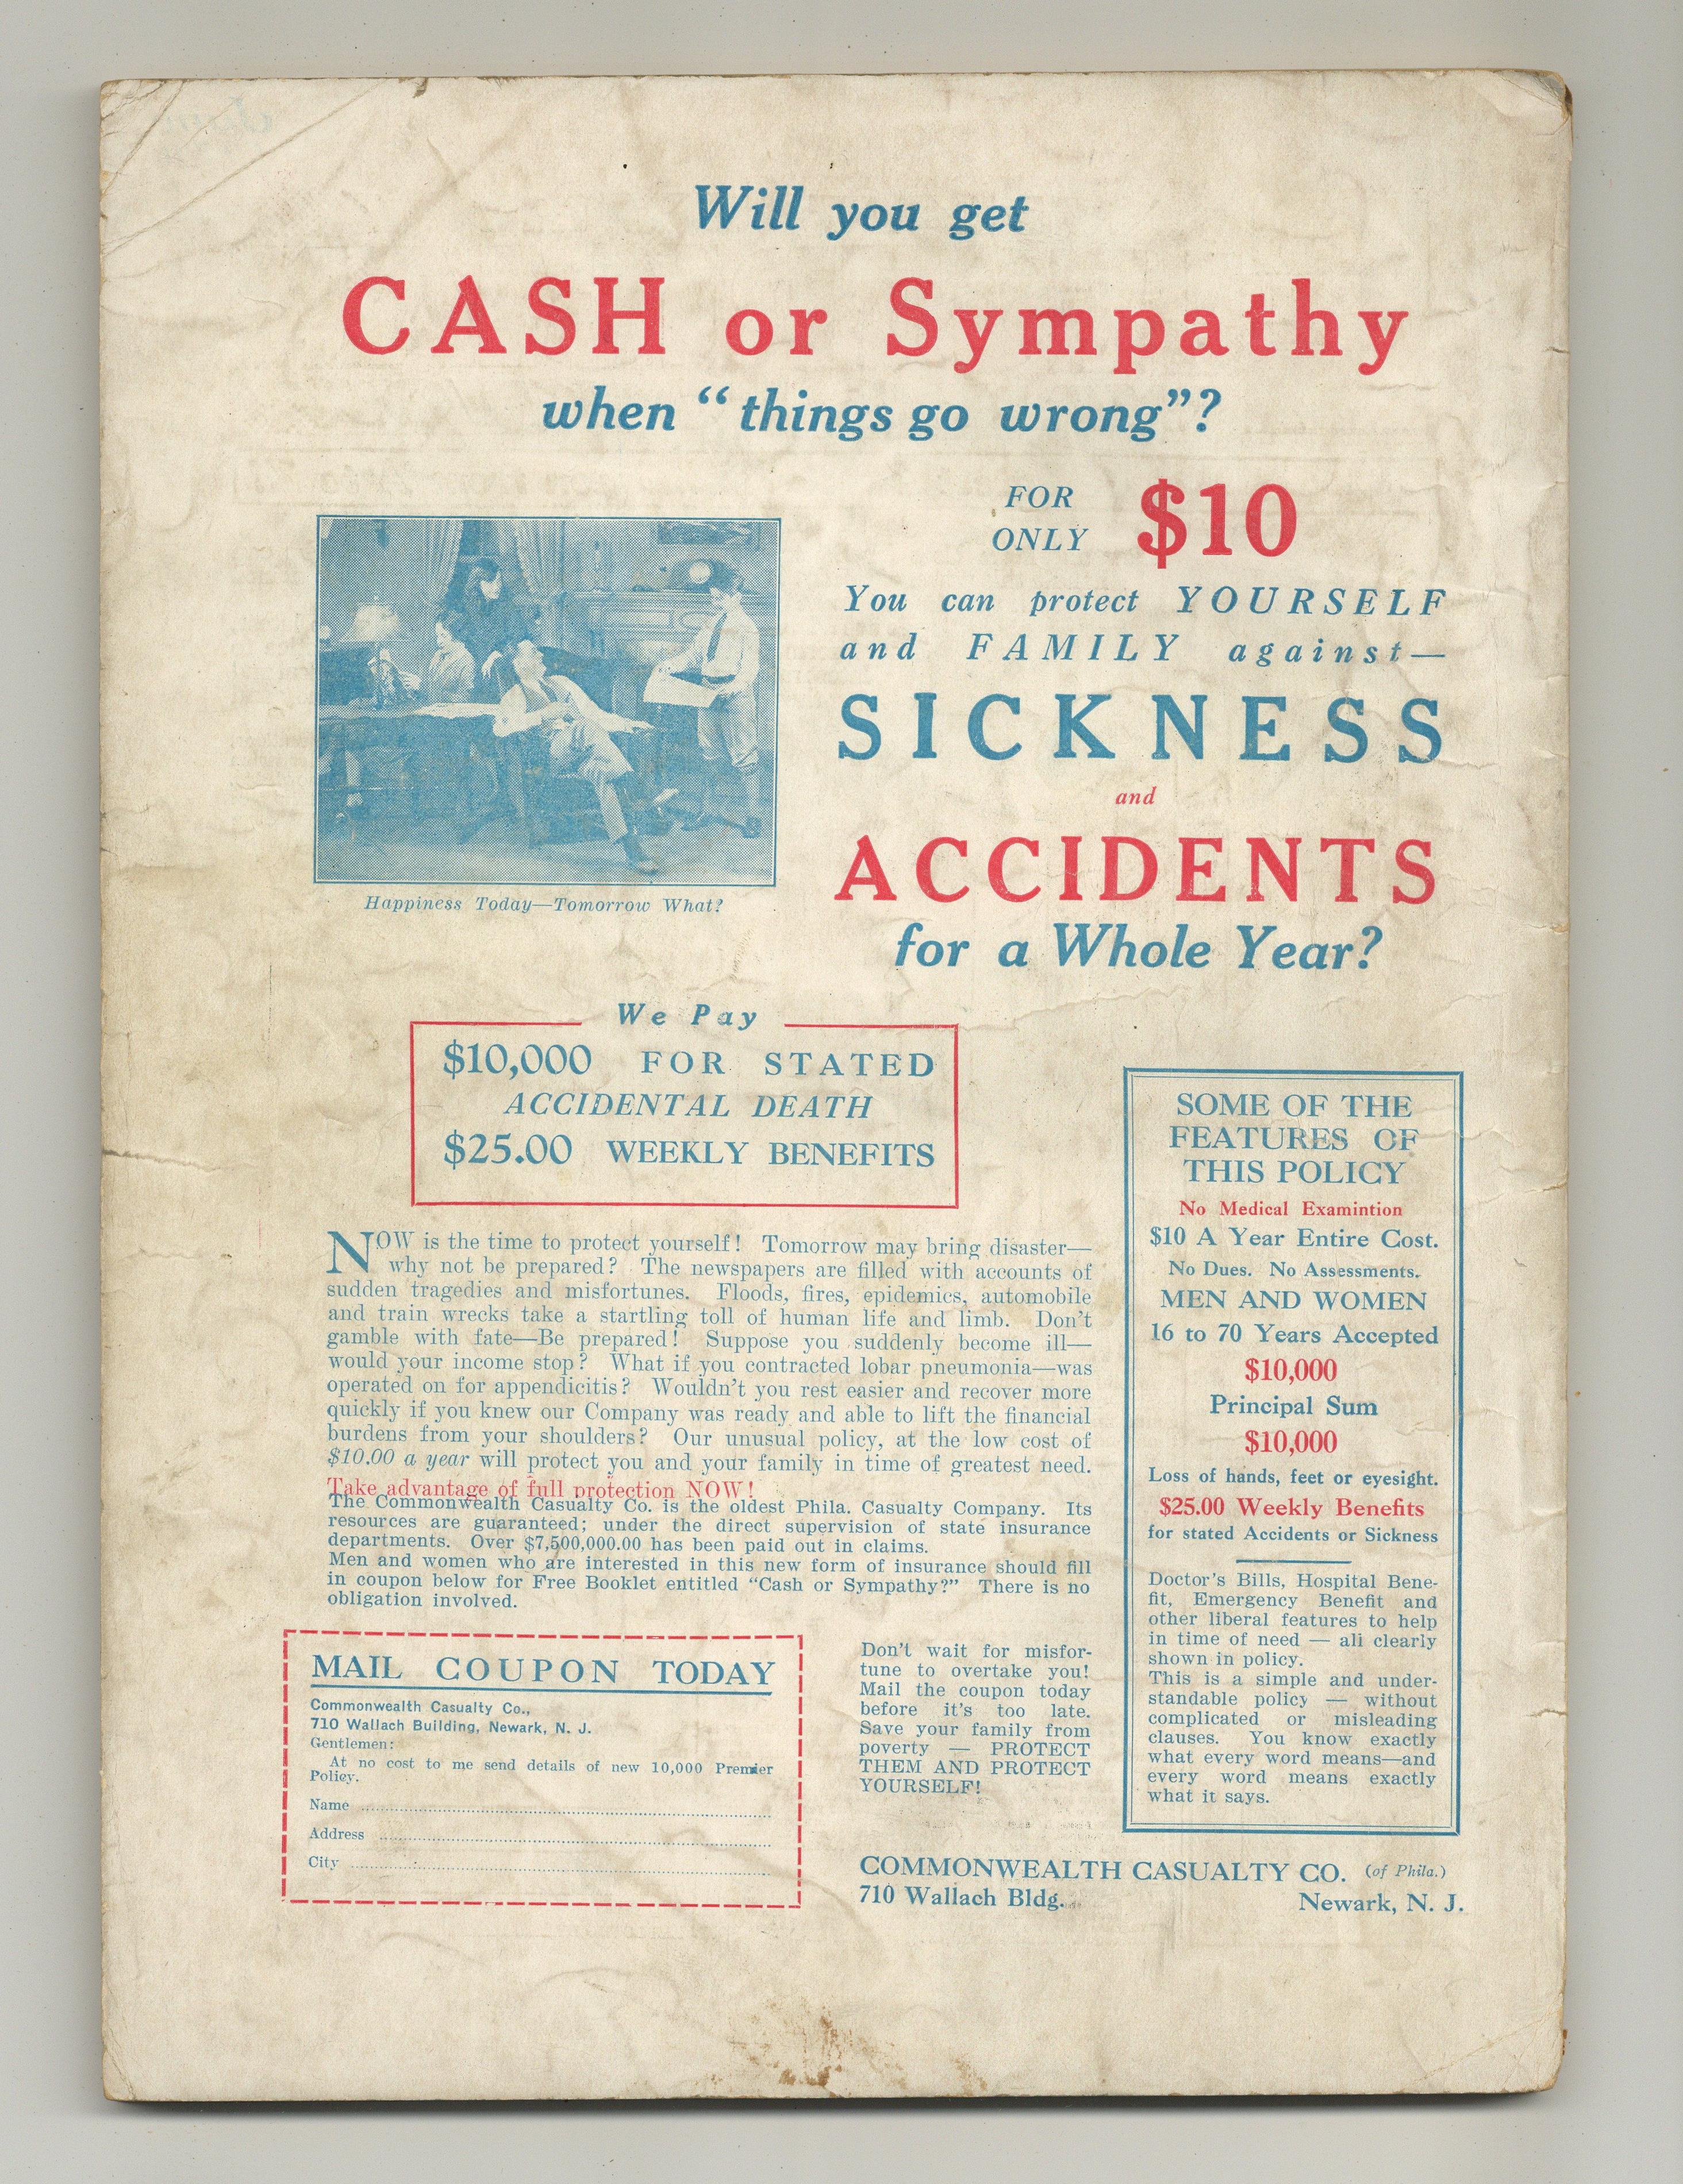 Will you get
CASH or Sympathy
when "things go wrong"?
FOR
ONLY
$10
You can protect YOURSELF
and FAMILY against—
SICKNESS
and
ACCIDENTS
for a Whole Year?
Happiness Today—Tomorrow What?
We Pay
$10,000 FOR STATED
ACCIDENTAL DEATH
$25.00 WEEKLY BENEFITS
NOW is the time to protect yourself! Tomorrow may bring disaster—
why not be prepared? The newspapers are filled with accounts of
sudden tragedies and misfortunes. Floods, fires, epidemics, automobile
and train wrecks take a startling toll of human life and limb. Don't
gamble with fate—Be prepared! Suppose you suddenly become ill—
would your income stop? What if you contracted lobar pneumonia—was
operated on for appendicitis? Wouldn't you rest easier and recover more
quickly if you knew our Company was ready and able to lift the financial
burdens from your shoulders? Our unusual policy, at the low cost of
$10.00 a year will protect you and your family in time of greatest need.
Take advantage of full protection NOW!
The Commonwealth Casualty Co. is the oldest Phila. Casualty Company. Its
resources are guaranteed; under the direct supervision of state insurance
departments. Over $7,500,000.00 has been paid out in claims.
Men and women who are interested in this new form of insurance should fill
in coupon below for Free Booklet entitled "Cash or Sympathy?" There is no
obligation involved.
MAIL COUPON TODAY
Commonwealth Casualty Co.,
710 Wallach Building, Newark, N. J.
Gentlemen:
At no cost to me send details of new 10,000 Premier
Policy.
Name
Address
City
Don't wait for misfor-
tune to overtake you!
Mail the coupon today
before it's too late.
Save your family from
poverty — PROTECT
THEM AND PROTECT
YOURSELF!
SOME OF THE
FEATURES OF
THIS POLICY
No Medical Examintion
$10 A Year Entire Cost.
No Dues. No Assessments.
MEN AND WOMEN
16 to 70 Years Accepted
$10,000
Principal Sum
$10,000
Loss of hands, feet or eyesight.
$25.00 Weekly Benefits
for stated Accidents or Sickness
Doctor's Bills, Hospital Bene-
fit, Emergency Benefit and
other liberal features to help
in time of need — all clearly
shown in policy.
This is a simple and under-
standable policy — without
complicated or misleading
clauses. You know exactly
what every word means—and
every word means exactly
what it says.
COMMONWEALTH CASUALTY CO. (of Phila.)
710 Wallach Bldg. Newark, N. J.